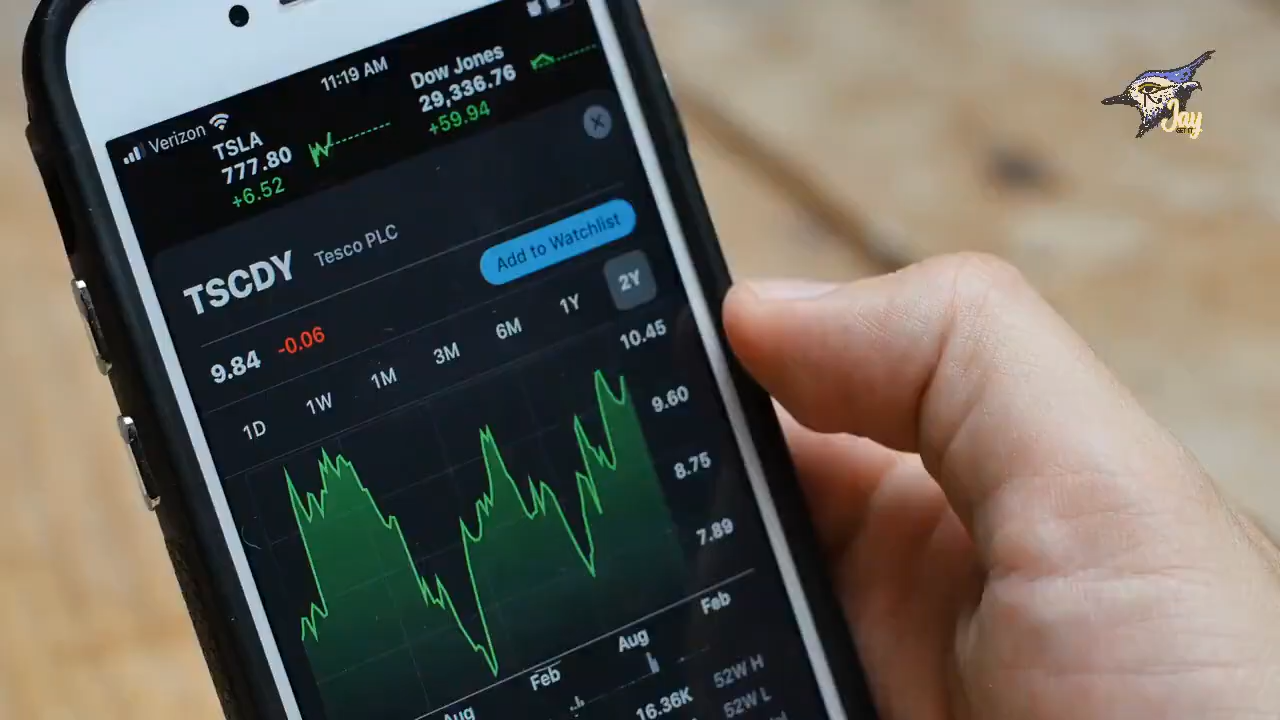 Verizon
11:19 AM
TSLA
777.80
+6.52
Dow Jones
29,336.76
+59.94
TSCDY Tesco PLC
Add to Watchlist
9.84 -0.06
1D 1W 1M 3M 6M 1Y 2Y
10.45
9.60
8.75
7.89
Aug Feb Aug Feb
16.36K
52W H
52W L
Jay